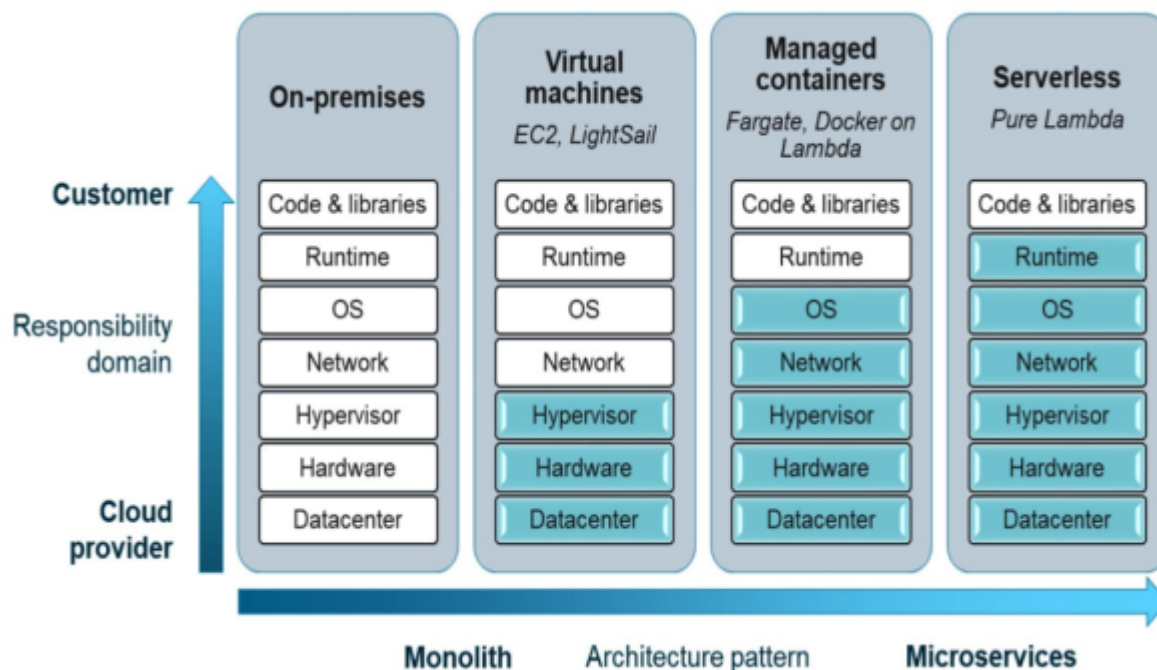 On-premises
Virtual
machines
EC2, LightSail
Managed
containers
Fargate, Docker on
Lambda
Serverless
Pure Lambda
Customer
Responsibility
domain
Cloud
provider
Code & libraries
Runtime
OS
Network
Hypervisor
Hardware
Datacenter
Code & libraries
Runtime
OS
Network
Hypervisor
Hardware
Datacenter
Code & libraries
Runtime
OS
Network
Hypervisor
Hardware
Datacenter
Code & libraries
Runtime
OS
Network
Hypervisor
Hardware
Datacenter
Monolith
Architecture pattern
Microservices